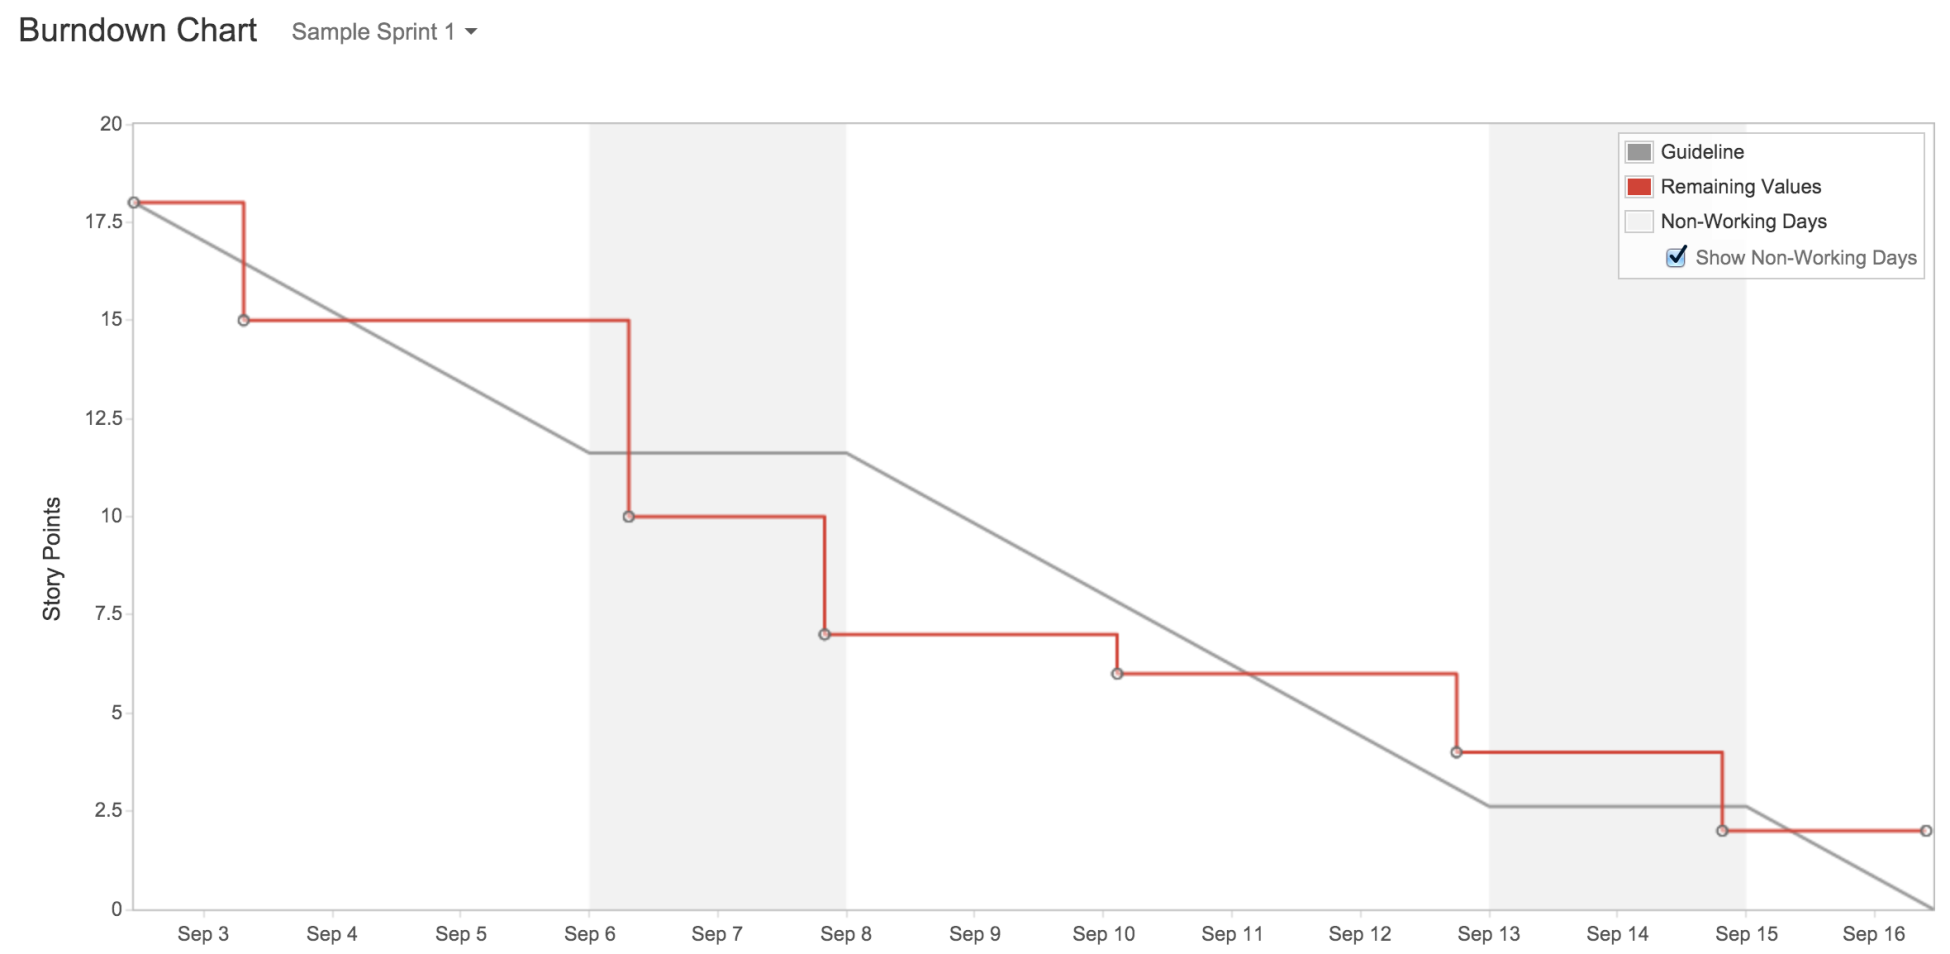 Burndown Chart Sample Sprint 1
20
17.5
15
12.5
10
7.5
5
2.5
0
Story Points
Guideline
Remaining Values
Non-Working Days
Show Non-Working Days
Sep 3 Sep 4 Sep 5 Sep 6 Sep 7 Sep 8 Sep 9 Sep 10 Sep 11 Sep 12 Sep 13 Sep 14 Sep 15 Sep 16